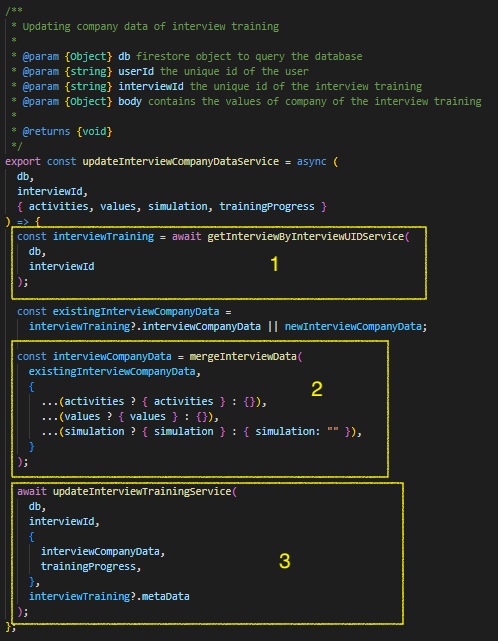 /**
 * Updating company data of interview training
 *
 * @param {Object} db firestore object to query the database
 * @param {string} userId the unique id of the user
 * @param {string} interviewId the unique id of the interview training
 * @param {Object} body contains the values of company of the interview training
 *
 * @returns {void}
 */
export const updateInterviewCompanyDataService = async (
  db,
  interviewId,
  { activities, values, simulation, trainingProgress }
) => {
  const interviewTraining = await getInterviewByInterviewUIDService(
    db,
    interviewId
  );
1
  const existingInterviewCompanyData =
    interviewTraining?.interviewCompanyData || newInterviewCompanyData;
  const interviewCompanyData = mergeInterviewData(
    existingInterviewCompanyData,
    {
      ...(activities ? { activities } : {}),
      ...(values ? { values } : {}),
      ...(simulation ? { simulation } : { simulation: "" }),
    }
  );
2
  await updateInterviewTrainingService(
    db,
    interviewId,
    {
      interviewCompanyData,
      trainingProgress,
    },
    interviewTraining?.metaData
  );
3
};